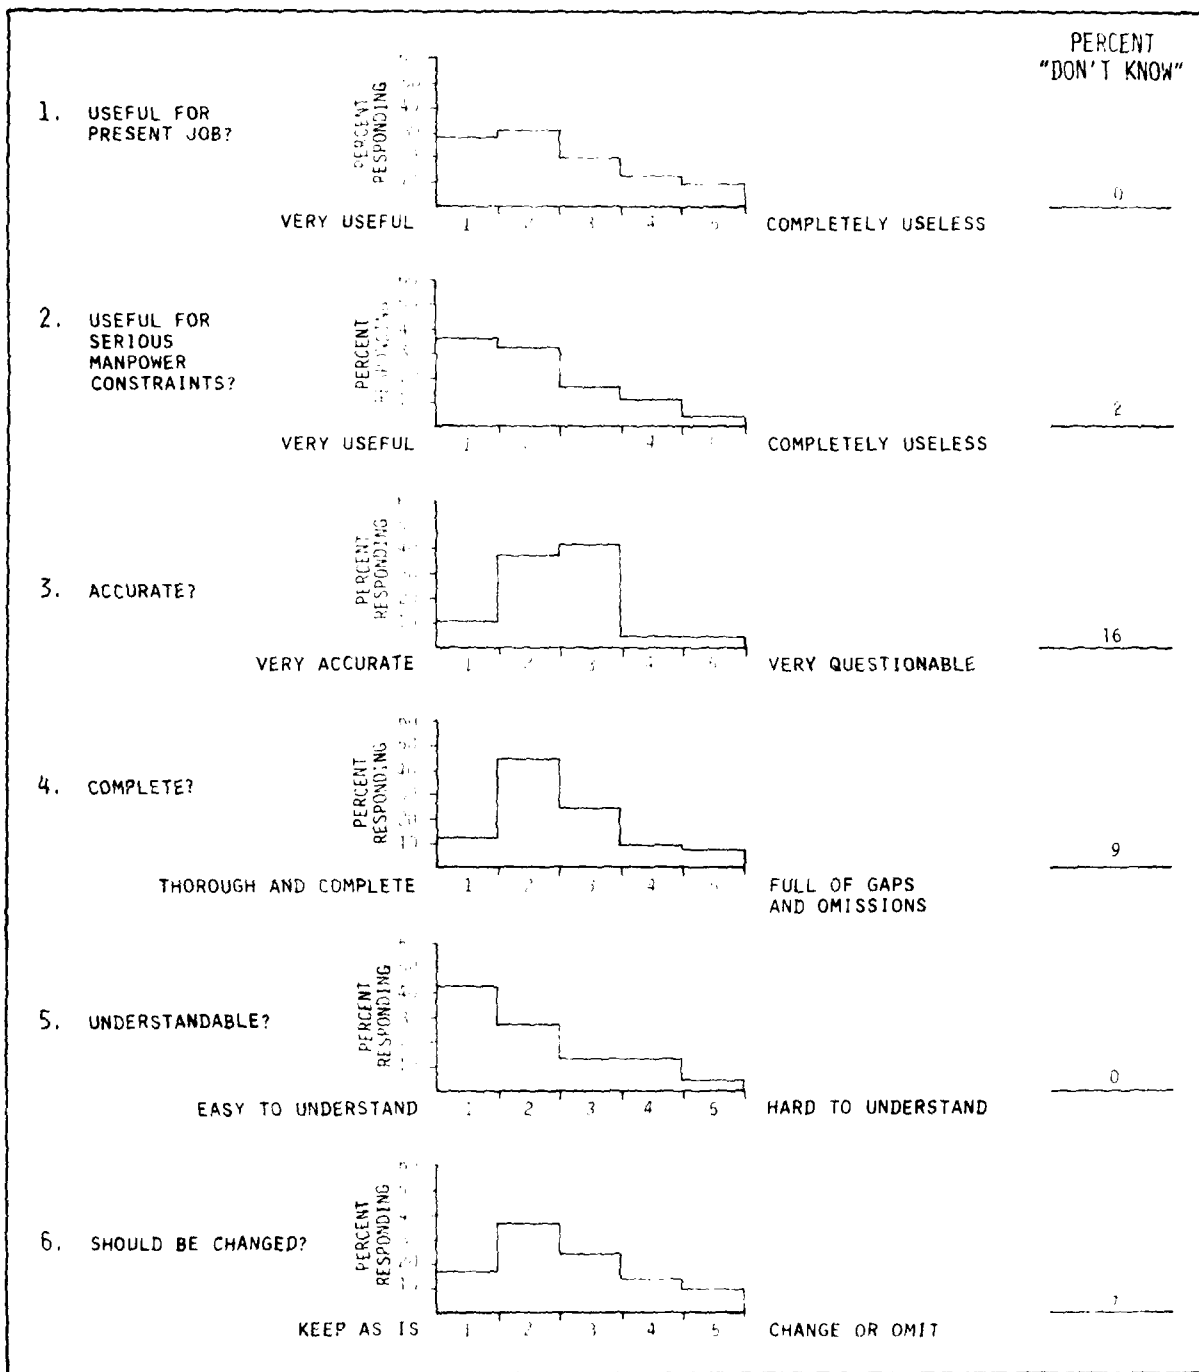 PERCENT
"DON'T KNOW"
1. USEFUL FOR
PRESENT JOB?
PERCENT
RESPONDING
VERY USEFUL 1 2 3 4 5 COMPLETELY USELESS
0
2. USEFUL FOR
SERIOUS
MANPOWER
CONSTRAINTS?
PERCENT
RESPONDING
VERY USEFUL 1 4 COMPLETELY USELESS
2
3. ACCURATE?
PERCENT
RESPONDING
VERY ACCURATE 1 2 3 4 5 VERY QUESTIONABLE
16
4. COMPLETE?
PERCENT
RESPONDING
THOROUGH AND COMPLETE 1 2 3 4 5 FULL OF GAPS
AND OMISSIONS
9
5. UNDERSTANDABLE?
PERCENT
RESPONDING
EASY TO UNDERSTAND 1 2 3 4 5 HARD TO UNDERSTAND
0
6. SHOULD BE CHANGED?
PERCENT
RESPONDING
KEEP AS IS 1 2 3 4 5 CHANGE OR OMIT